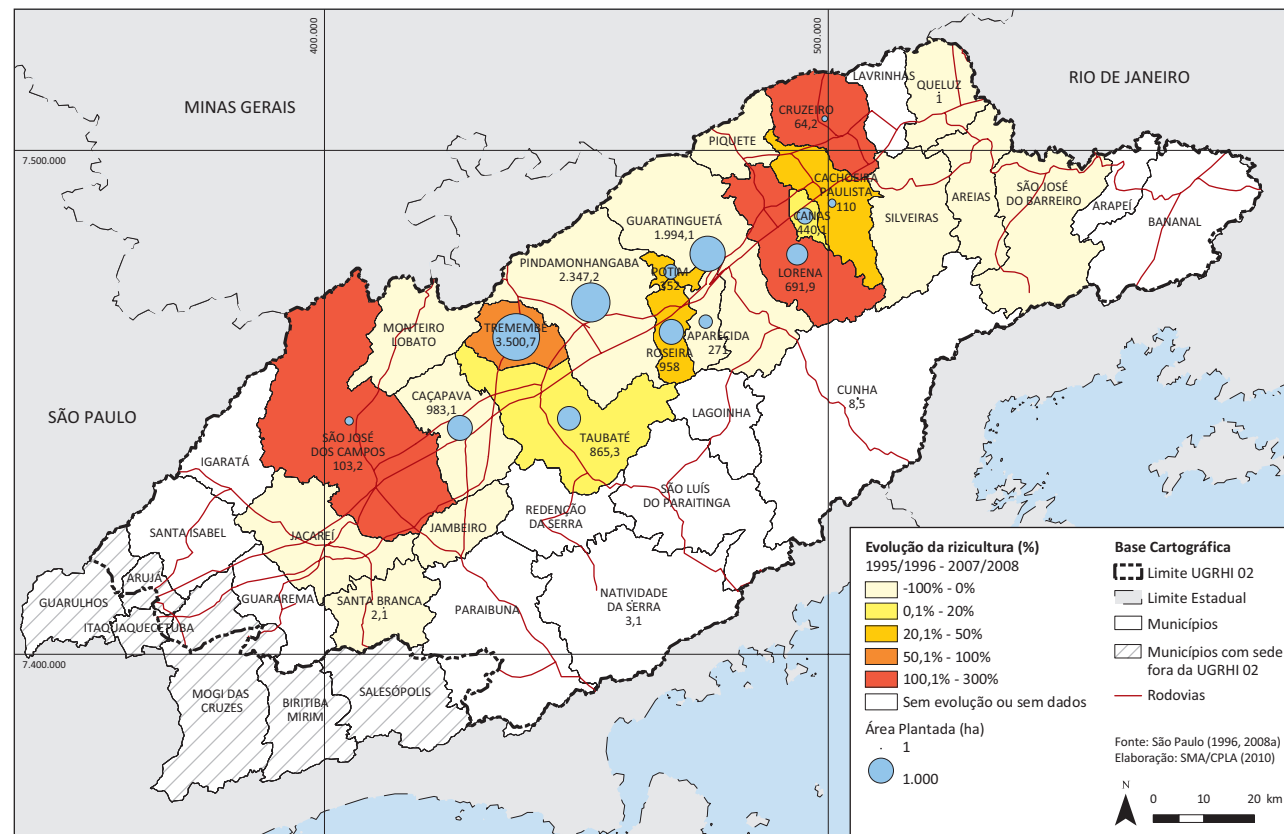 400.000
500.000
MINAS GERAIS
RIO DE JANEIRO
SÃO PAULO
7.500.000
7.400.000
LAVRINHAS
QUELUZ
1
CRUZEIRO
64,2
PIQUETE
CACHOEIRA
PAULISTA
110
CANAS
440,1
SILVEIRAS
AREIAS
SÃO JOSÉ
DO BARREIRO
ARAPEÍ
BANANAL
GUARATINGUETÁ
1.994,1
LORENA
691,9
POTIM
352
PINDAMONHANGABA
2.347,2
TREMEMBÉ
3.500,7
MONTEIRO
LOBATO
ROSEIRA
958
APARECIDA
271
CUNHA
8,5
CAÇAPAVA
983,1
TAUBATÉ
865,3
LAGOINHA
SÃO JOSÉ
DOS CAMPOS
103,2
IGARATÁ
SÃO LUÍS
DO PARAITINGA
REDENÇÃO
DA SERRA
SANTA ISABEL
JACAREÍ
JAMBEIRO
ARUJÁ
GUARULHOS
ITAQUAQUECETUBA
GUARAREMA
SANTA BRANCA
2,1
PARAIBUNA
NATIVIDADE
DA SERRA
3,1
MOGI DAS
CRUZES
BIRITIBA
MIRIM
SALESÓPOLIS
Evolução da rizicultura (%)
1995/1996 - 2007/2008
-100% - 0%
0,1% - 20%
20,1% - 50%
50,1% - 100%
100,1% - 300%
Sem evolução ou sem dados
Área Plantada (ha)
1
1.000
Base Cartográfica
Limite UGRHI 02
Limite Estadual
Municípios
Municípios com sede
fora da UGRHI 02
Rodovias
Fonte: São Paulo (1996, 2008a)
Elaboração: SMA/CPLA (2010)
N
0 10 20 km